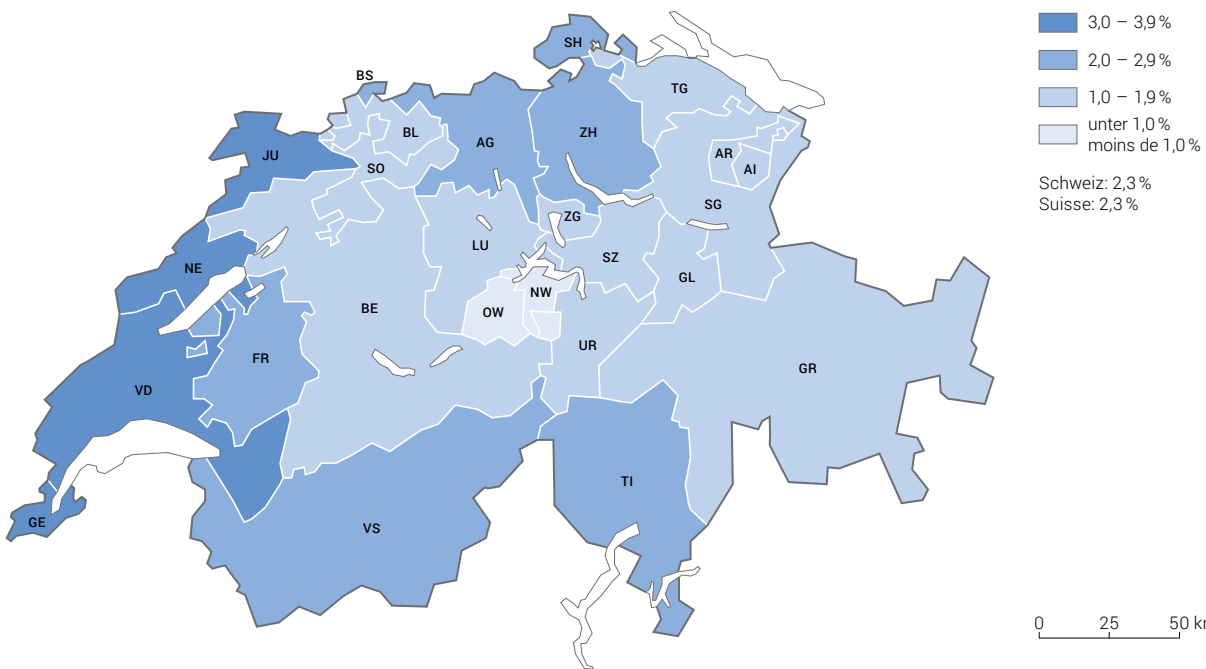 SH
BS
TG
BL
AG
ZH
JU
SO
AR
AI
SG
ZG
LU
SZ
NE
GL
NW
OW
BE
UR
FR
GR
VD
TI
GE
VS
3,0 – 3,9 %
2,0 – 2,9 %
1,0 – 1,9 %
unter 1,0 %
moins de 1,0 %
Schweiz: 2,3 %
Suisse: 2,3 %
0 25 50 k